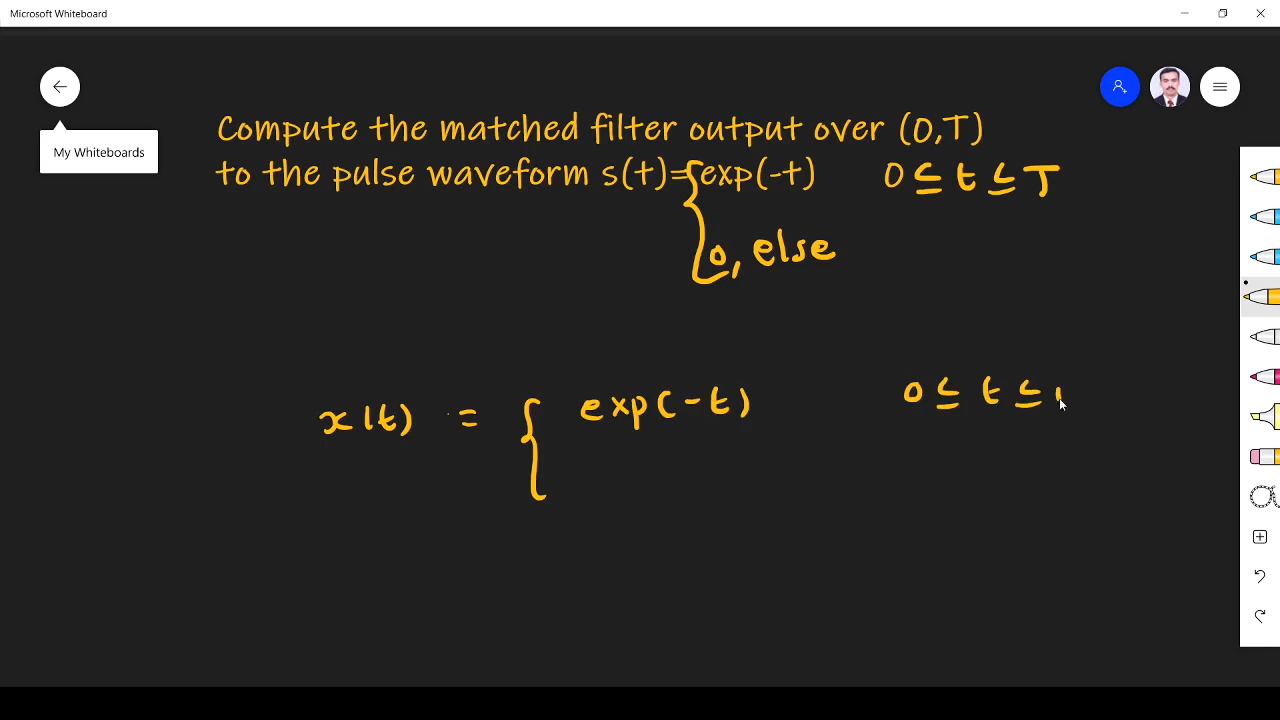 Microsoft Whiteboard
My Whiteboards
Compute the matched filter output over (0,T)
to the pulse waveform s(t)= exp(-t) 0 ≤ t ≤ T
0, else
x(t) = { exp(-t) 0 ≤ t ≤